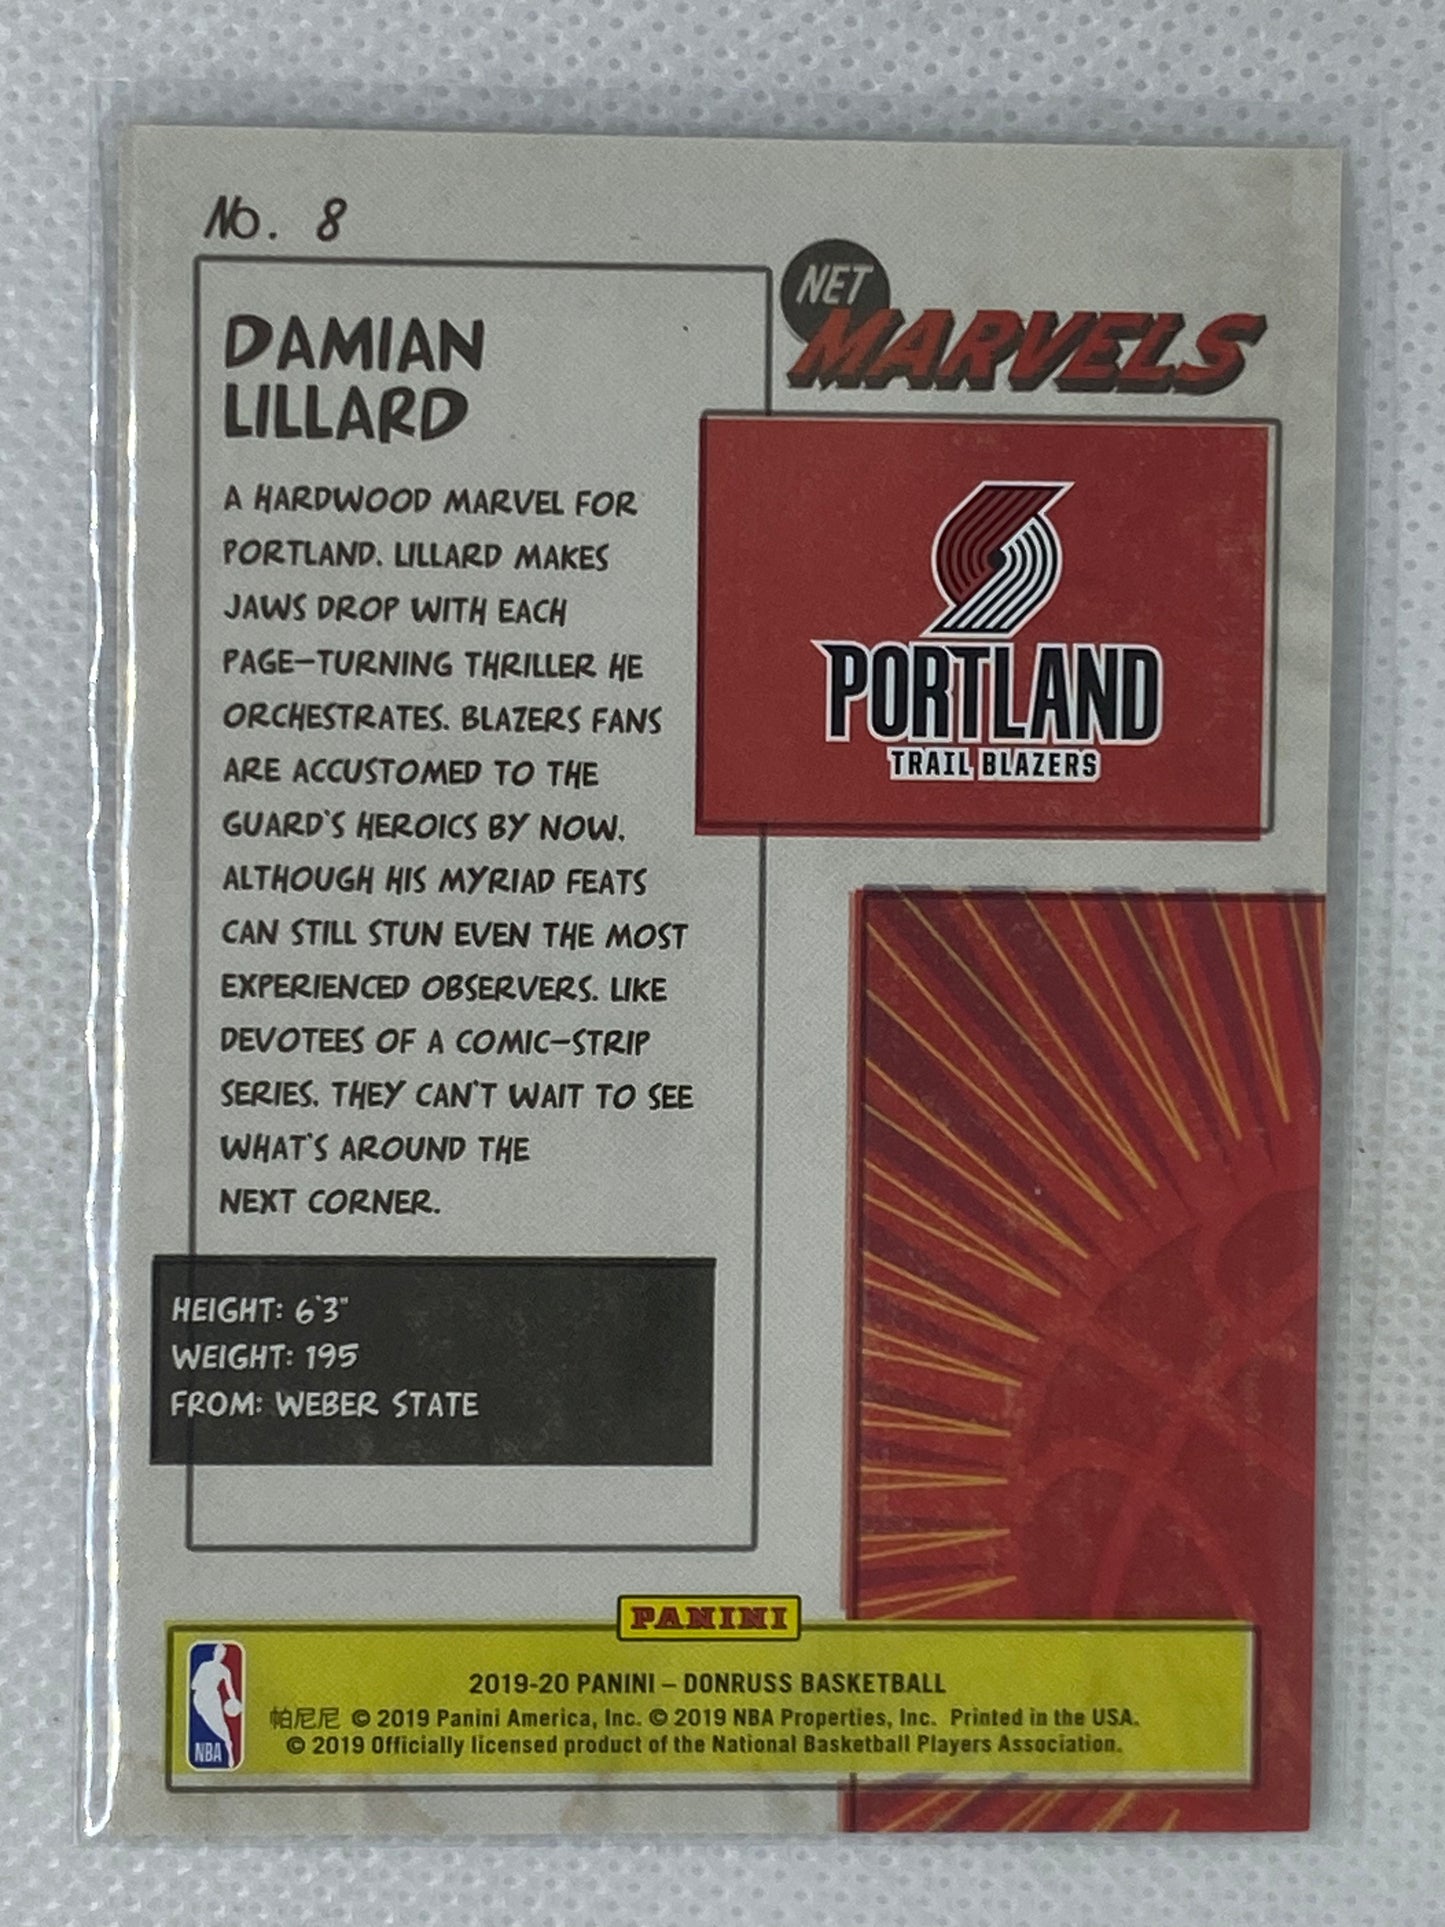 No. 8
NET
MARVELS
DAMIAN
LILLARD
A HARDWOOD MARVEL FOR
PORTLAND. LILLARD MAKES
JAWS DROP WITH EACH
PAGE-TURNING THRILLER HE
ORCHESTRATES. BLAZERS FANS
ARE ACCUSTOMED TO THE
GUARD'S HEROICS BY NOW.
ALTHOUGH HIS MYRIAD FEATS
CAN STILL STUN EVEN THE MOST
EXPERIENCED OBSERVERS. LIKE
DEVOTEES OF A COMIC-STRIP
SERIES. THEY CAN'T WAIT TO SEE
WHAT'S AROUND THE
NEXT CORNER.
PORTLAND
TRAIL BLAZERS
HEIGHT: 6'3"
WEIGHT: 195
FROM: WEBER STATE
PANINI
NBA
2019-20 PANINI – DONRUSS BASKETBALL
帕尼尼 © 2019 Panini America, Inc. © 2019 NBA Properties, Inc. Printed in the USA.
© 2019 Officially licensed product of the National Basketball Players Association.